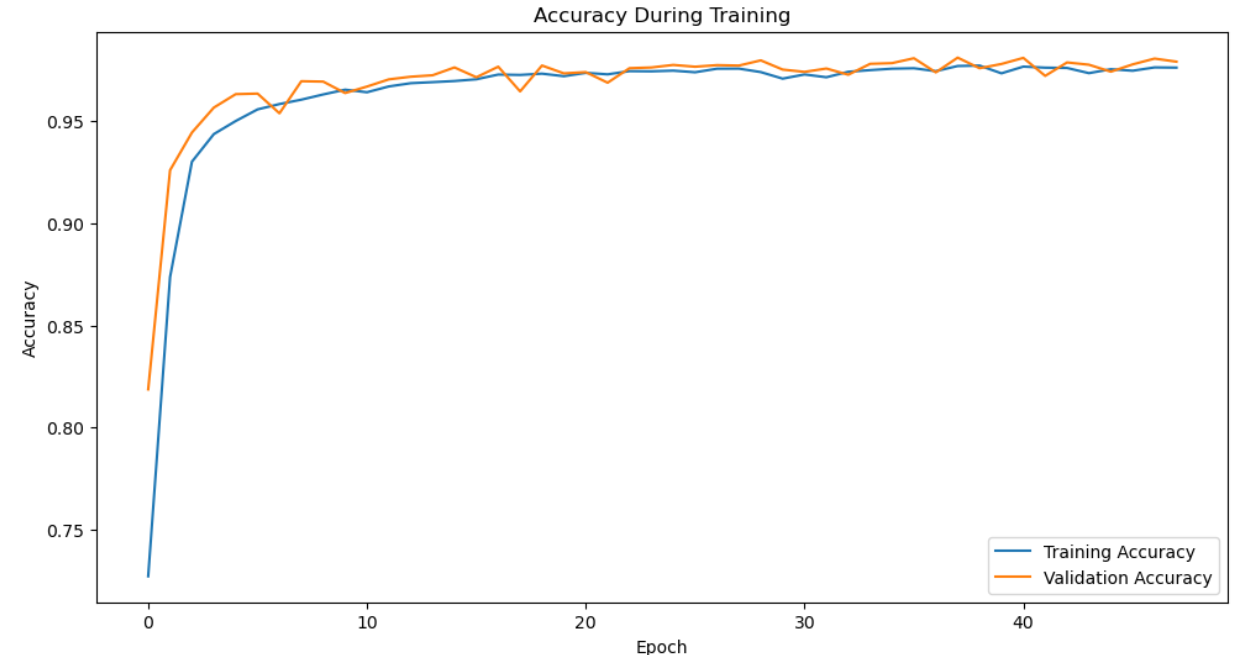 Accuracy During Training
Accuracy
0.95
0.90
0.85
0.80
0.75
0 10 20 30 40
Epoch
Training Accuracy
Validation Accuracy